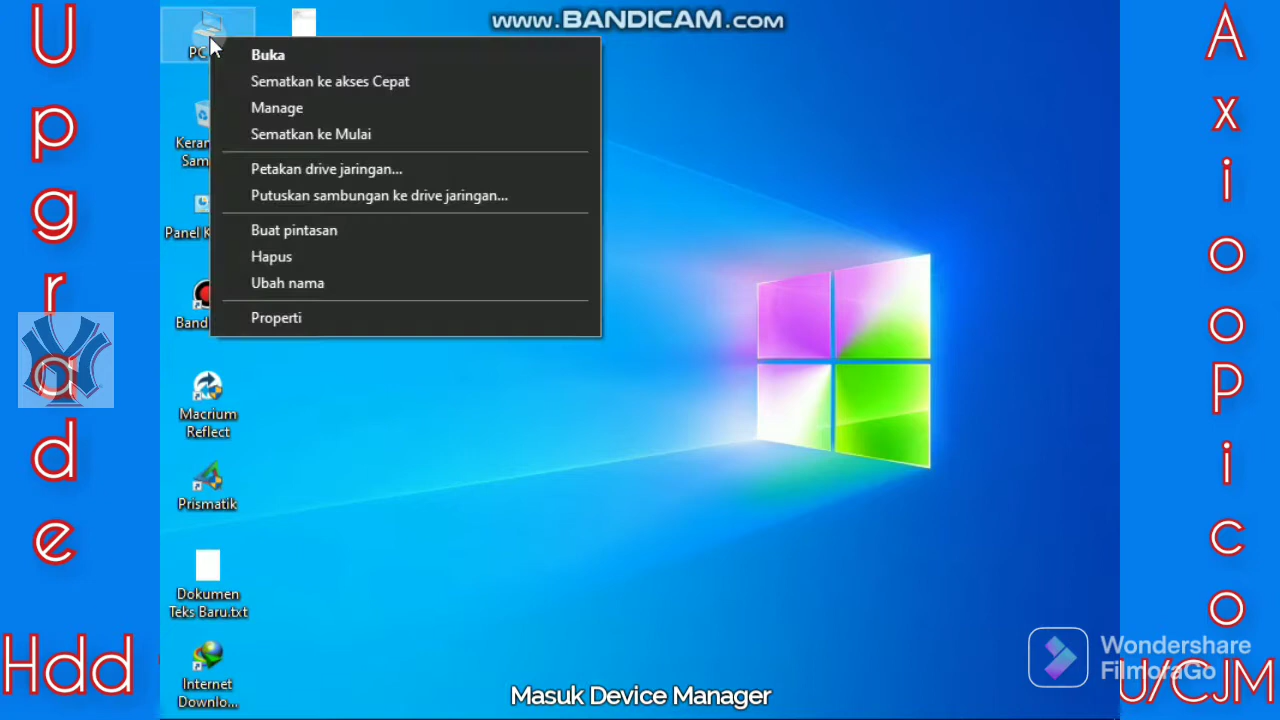 Upgrade
Hdd
www.BANDICAM.com
PC
Buka
Sematkan ke akses Cepat
Manage
Sematkan ke Mulai
Petakan drive jaringan...
Putuskan sambungan ke drive jaringan...
Buat pintasan
Hapus
Ubah nama
Properti
Keran
Sam
Panel K
Band
Macrium
Reflect
Prismatik
Dokumen
Teks Baru.txt
Internet
Downlo...
Masuk Device Manager
AxiooPico
U/CJM
Wondershare
FilmoraGo